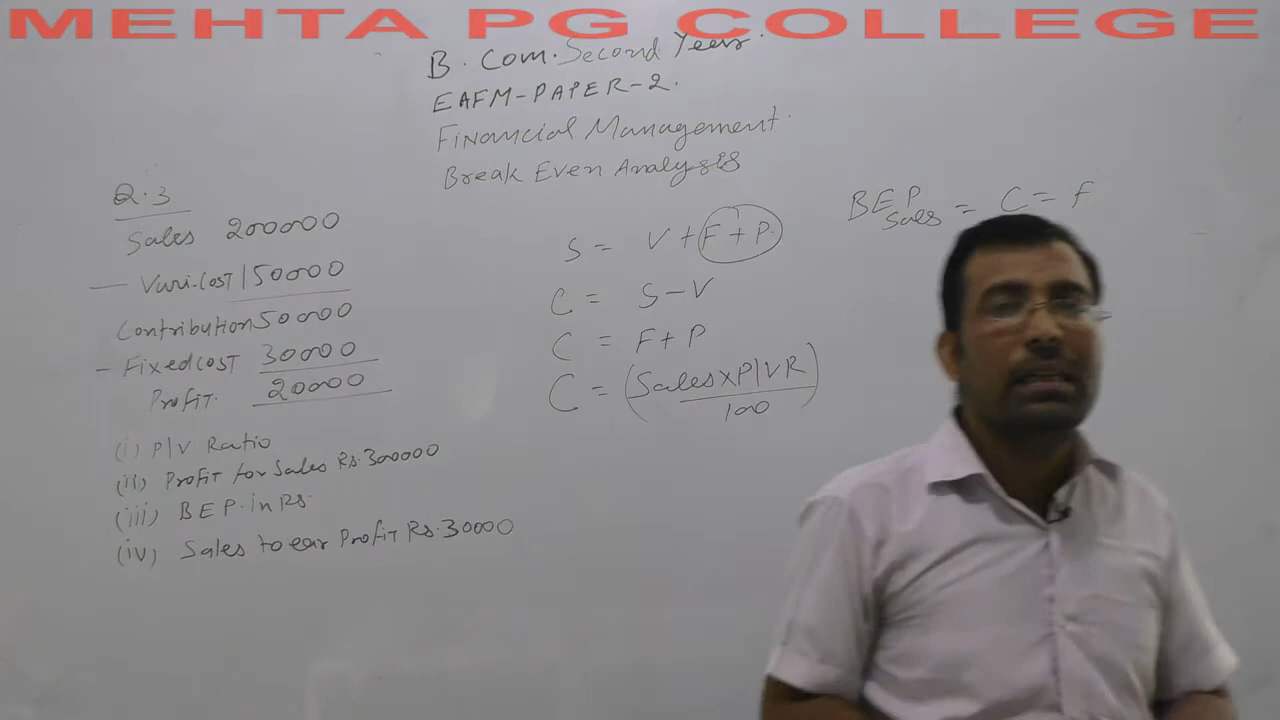 MEHTA PG COLLEGE
B. Com. Second Year.
EAFM-PAPER-2.
Financial Management.
Break Even Analysis
Q.3
Sales 200000
— Vari.cost 150000
Contribution 50000
- Fixed cost 30000
Profit. 20000
(i) P/V Ratio
(ii) Profit for Sales Rs.300000
(iii) BEP. in Rs.
(iv) Sales to ear Profit Rs.30000
S = V + F + P.
C = S - V
C = F + P
C = (Sales X P/VR / 100)
BEP Sales = C = F